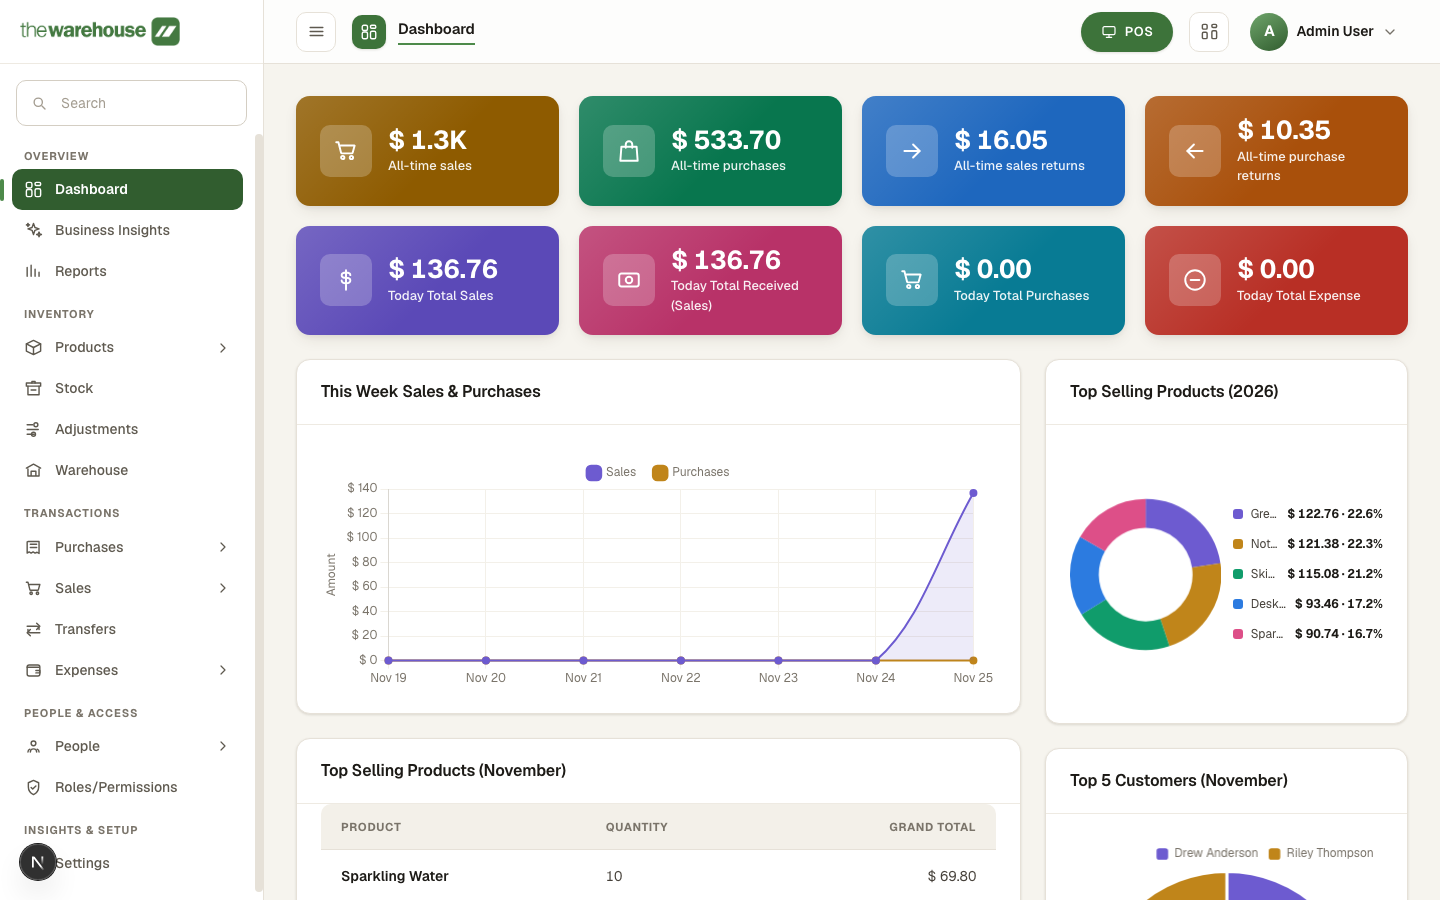 thewarehouse
Search
OVERVIEW
Dashboard
Business Insights
Reports
INVENTORY
Products
Stock
Adjustments
Warehouse
TRANSACTIONS
Purchases
Sales
Transfers
Expenses
PEOPLE & ACCESS
People
Roles/Permissions
INSIGHTS & SETUP
N
Settings
Dashboard
POS
A
Admin User
$ 1.3K
All-time sales
$ 533.70
All-time purchases
$ 16.05
All-time sales returns
$ 10.35
All-time purchase
returns
$
$ 136.76
Today Total Sales
$ 136.76
Today Total Received
(Sales)
$ 0.00
Today Total Purchases
$ 0.00
Today Total Expense
This Week Sales & Purchases
Sales
Purchases
Amount
$ 140
$ 120
$ 100
$ 80
$ 60
$ 40
$ 20
$ 0
Nov 19 Nov 20 Nov 21 Nov 22 Nov 23 Nov 24 Nov 25
Top Selling Products (2026)
Gre... $ 122.76 · 22.6%
Not... $ 121.38 · 22.3%
Ski... $ 115.08 · 21.2%
Desk... $ 93.46 · 17.2%
Spar... $ 90.74 · 16.7%
Top Selling Products (November)
PRODUCT QUANTITY GRAND TOTAL
Sparkling Water 10 $ 69.80
Top 5 Customers (November)
Drew Anderson Riley Thompson